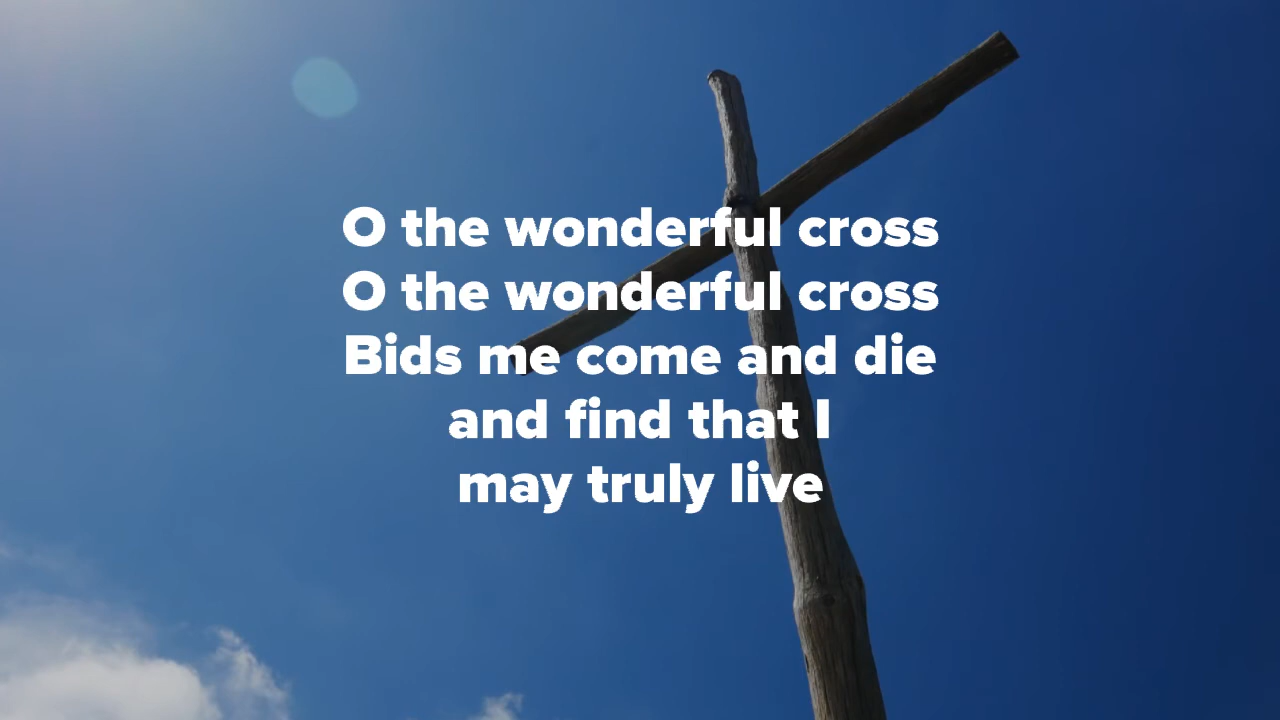 O the wonderful cross
O the wonderful cross
Bids me come and die
and find that I
may truly live